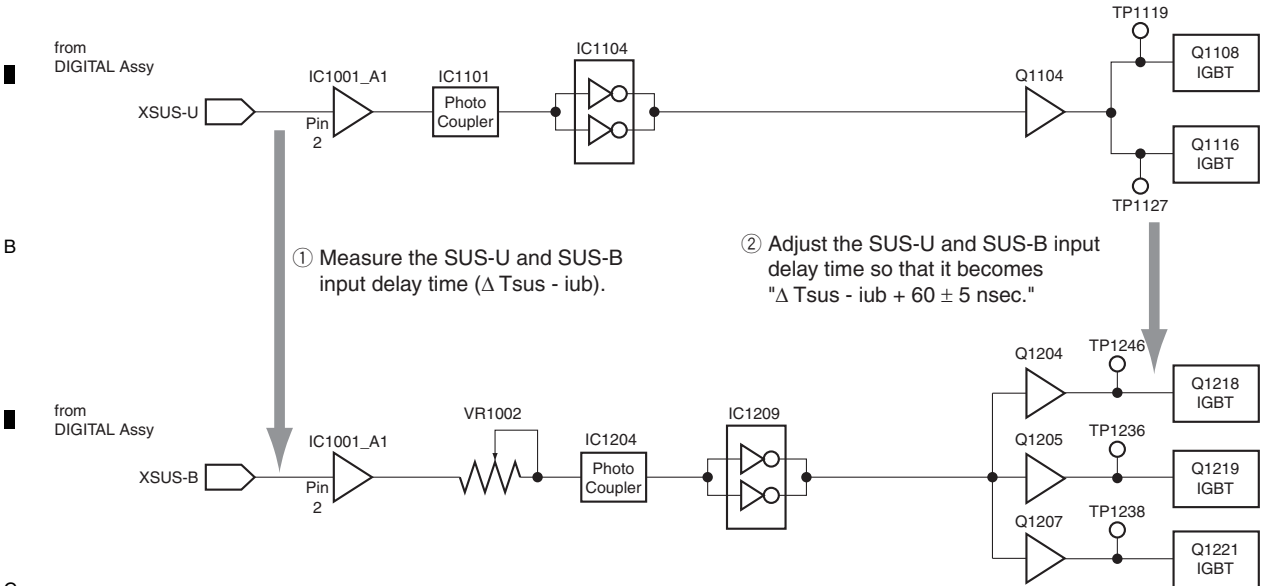 TP1119
from
DIGITAL Assy
IC1001_A1
IC1101
IC1104
Q1104
Q1108
IGBT
XSUS-U
Pin
2
Photo
Coupler
Q1116
IGBT
TP1127
B
① Measure the SUS-U and SUS-B
input delay time (Δ Tsus - iub).
② Adjust the SUS-U and SUS-B input
delay time so that it becomes
"Δ Tsus - iub + 60 ± 5 nsec."
Q1204
TP1246
Q1218
IGBT
from
DIGITAL Assy
IC1001_A1
VR1002
IC1204
IC1209
Q1205
TP1236
XSUS-B
Pin
2
Photo
Coupler
Q1219
IGBT
Q1207
TP1238
Q1221
IGBT